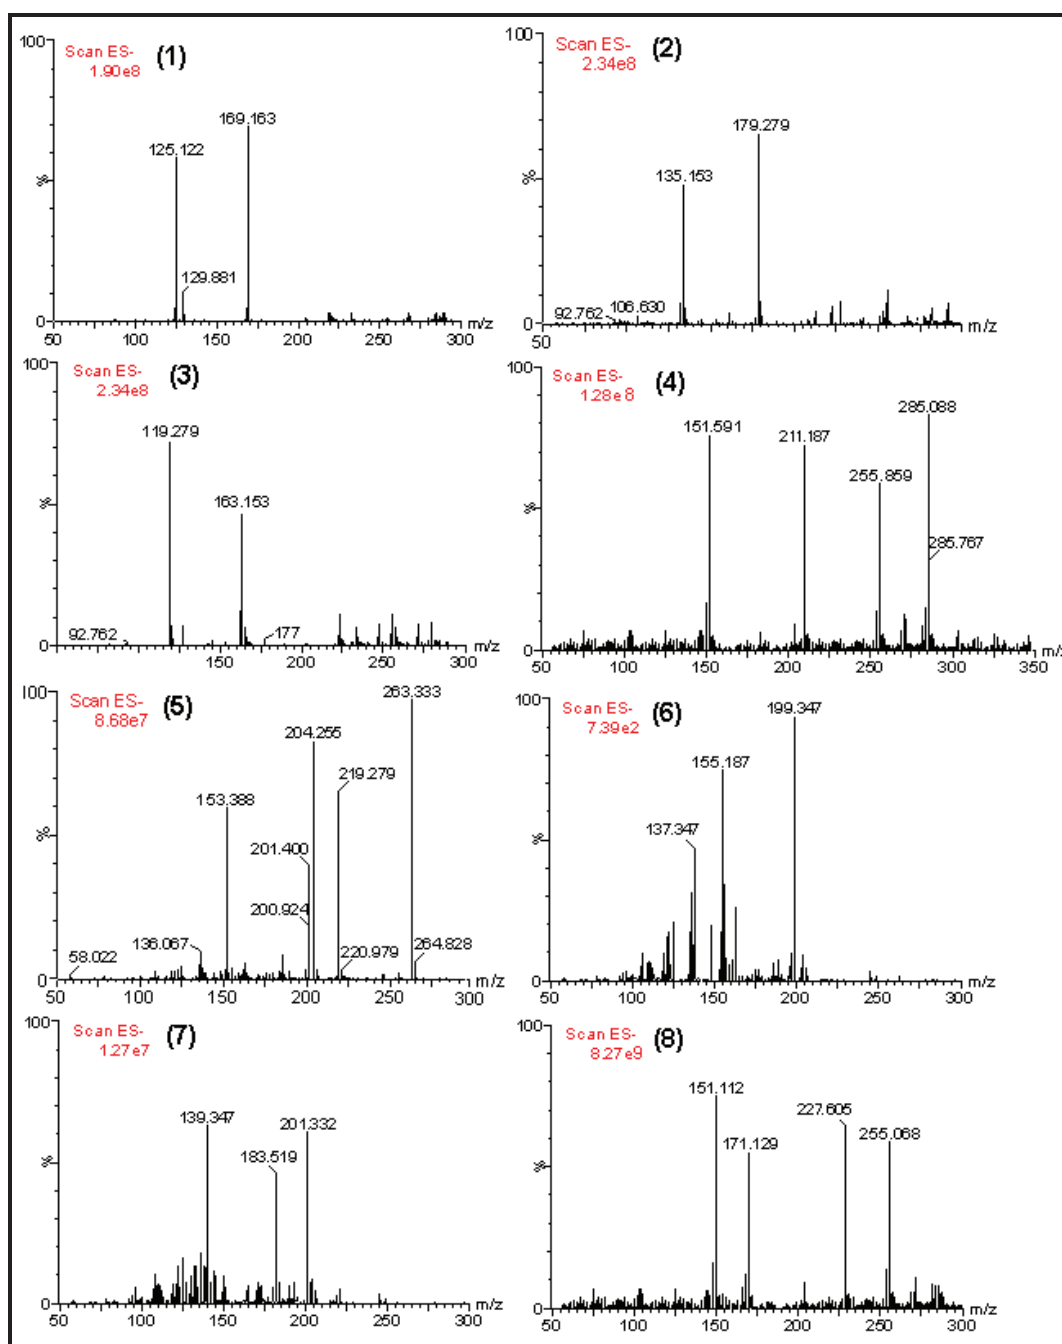 100
Scan ES-
1.90e8
(1)
169.163
125.122
129.881
%
0
50 100 150 200 250 300 m/z
100
Scan ES-
2.34e8
(2)
179.279
135.153
106.630
92.762
%
0
50 m/z
100
Scan ES-
2.34e8
(3)
119.279
163.153
177
92.762
%
0
50 100 150 200 250 300 m/z
100
Scan ES-
1.28e8
(4)
285.088
151.591
211.187
255.859
285.767
%
0
50 100 150 200 250 300 350 m/z
100
Scan ES-
8.68e7
(5)
263.333
204.255
219.279
153.388
201.400
200.924
136.067
220.979
264.828
58.022
%
0
50 100 150 200 250 300 m/z
100
Scan ES-
7.39e2
(6)
199.347
155.187
137.347
%
0
50 100 150 200 250 300 m/z
100
Scan ES-
1.27e7
(7)
139.347
201.332
183.519
%
0
50 100 150 200 250 300 m/z
100
Scan ES-
8.27e9
(8)
151.112
227.605
171.129
255.068
%
0
50 100 150 200 250 300 m/z